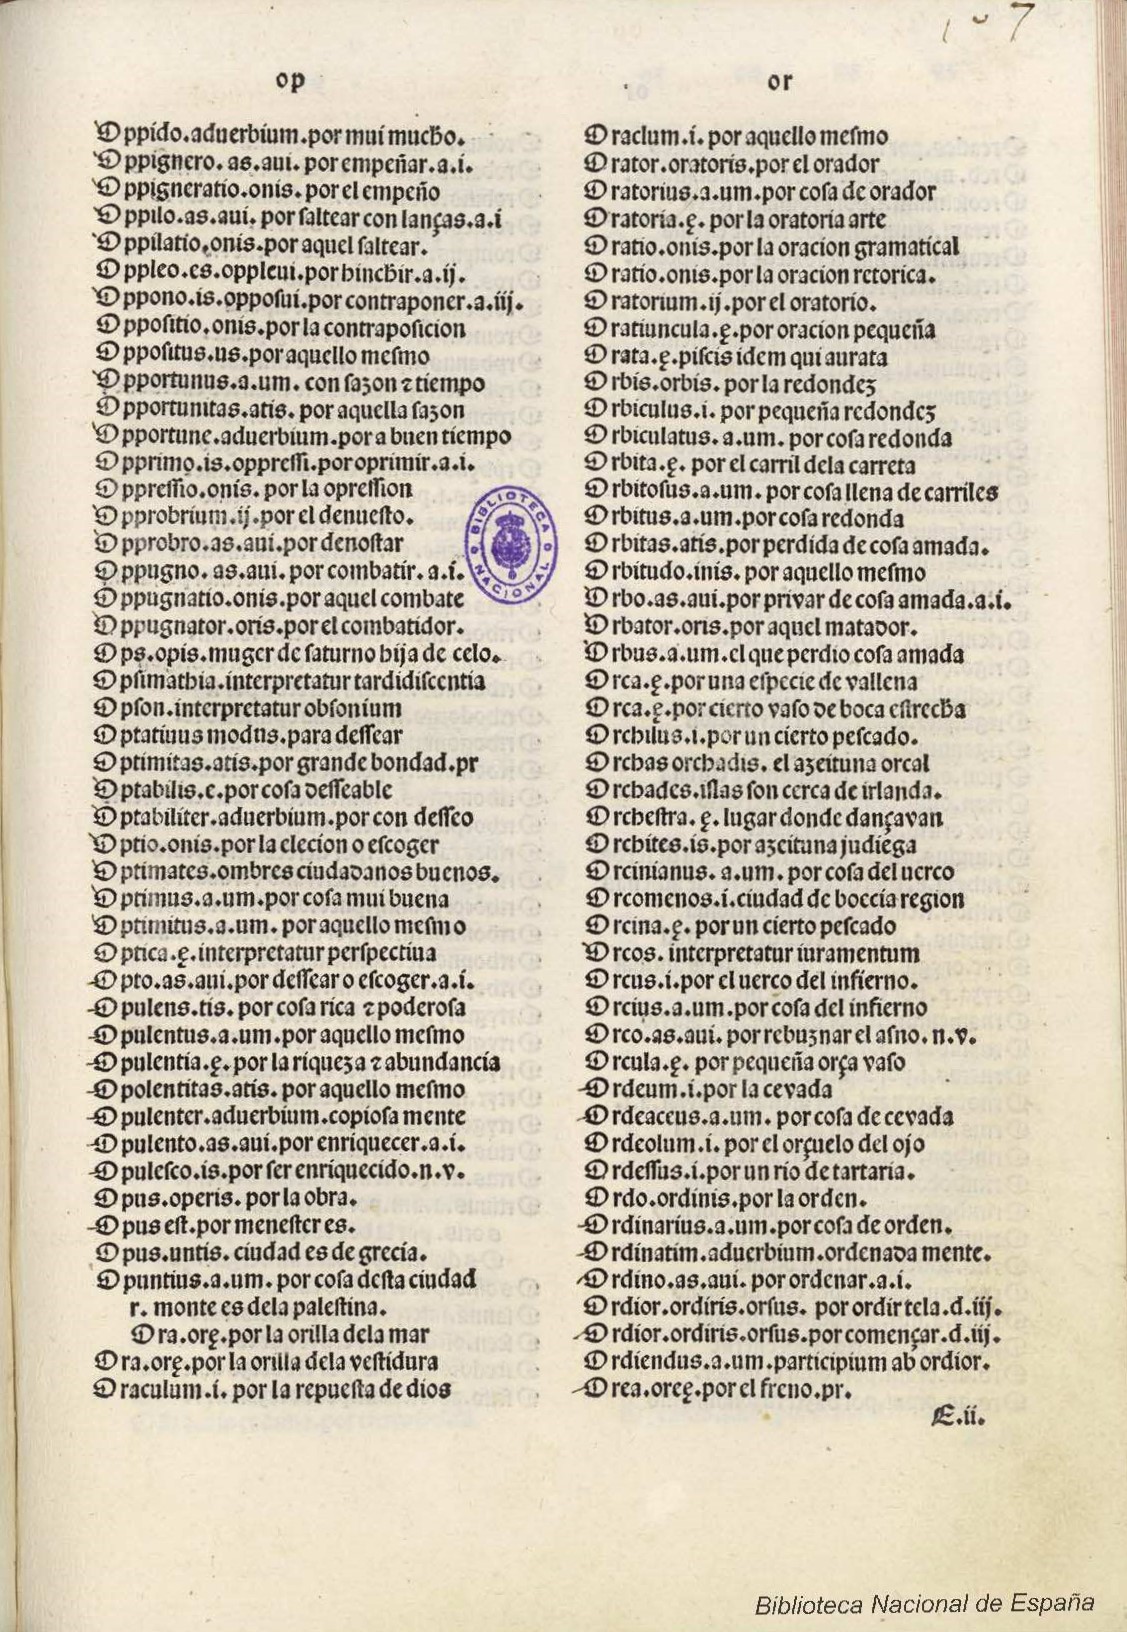 107
op
Oppido.aduerbium.por mui mucho.
Oppignero.as.aui.por empeñar.a.i.
Oppigneratio.onis.por el empeño
Oppilo.as.aui.por saltear con lanças.a.i
Oppilatio.onis.por aquel saltear.
Oppleo.es.oppleui.por hinchir.a.ij.
Oppono.is.opposui.por contraponer.a.iij.
Oppositio.onis.por la contraposicion
Oppositus.us.por aquello mesmo
Opportunus.a.um. con sazon ⁊ tiempo
Opportunitas.atis. por aquella sazon
Opportune.aduerbium.por a buen tiempo
Opprimo.is.oppressi.por oprimir.a.i.
Oppressio.onis. por la opression
Opprobrium.ij.por el denuesto.
Opprobro.as.aui.por denostar
Oppugno. as.aui. por combatir. a.i.
Oppugnatio.onis.por aquel combate
Oppugnator.oris.por el combatidor.
Ops.opis.muger de saturno hija de celo.
Opsimathia.interpretatur tardidiscentia
Opson.interpretatur obsonium
Optatiuus modus.para dessear
Optimitas.atis.por grande bondad.pr
Optabilis.e.por cosa desseable
Optabiliter.aduerbium.por con desseo
Optio.onis.por la elecion o escoger
Optimates.ombres ciudadanos buenos.
Optimus.a.um.por cosa mui buena
Optimitus.a.um. por aquello mesmo
Optica.ę.interpretatur perspectiua
Opto.as.aui.por dessear o escoger.a.i.
Opulens.tis. por cosa rica ⁊ poderosa
Opulentus.a.um.por aquello mesmo
Opulentia.ę. por la riqueza ⁊ abundancia
Opolentitas.atis. por aquello mesmo
Opulenter.aduerbium.copiosa mente
Opulento.as.aui.por enriquecer.a.i.
Opulesco.is.por ser enriquecido.n.v.
Opus.operis. por la obra.
Opus est.por menester es.
Opus.untis. ciudad es de grecia.
Opuntius.a.um. por cosa desta ciudad
r. monte es dela palestina.
Ora.orę.por la orilla dela mar
Ora.orę.por la orilla dela vestidura
Oraculum.i. por la repuesta de dios
or
Oraclum.i. por aquello mesmo
Orator.oratoris.por el orador
Oratorius.a.um.por cosa de orador
Oratoria.ę. por la oratoria arte
Oratio.onis.por la oracion gramatical
Oratio.onis.por la oracion retorica.
Oratorium.ij.por el oratorio.
Oratiuncula.ę.por oracion pequeña
Orata.ę.piscis idem qui aurata
Orbis.orbis. por la redondez
Orbiculus.i. por pequeña redondez
Orbiculatus. a.um. por cosa redonda
Orbita.ę. por el carril dela carreta
Orbitosus.a.um. por cosa llena de carriles
Orbitus.a.um.por cosa redonda
Orbitas.atis.por perdida de cosa amada.
Orbitudo.inis. por aquello mesmo
Orbo.as.aui.por privar de cosa amada.a.i.
Orbator.oris.por aquel matador.
Orbus.a.um.el que perdio cosa amada
Orca.ę.por una especie de vallena
Orca.ę.por cierto vaso de boca estrecha
Orchilus.i.por un cierto pescado.
Orchas orchadis. el azeituna orcal
Orchades.islas son cerca de irlanda.
Orchestra. ę. lugar donde dançavan
Orchites.is.por azeituna judiega
Orcinianus. a.um. por cosa del uerco
Orcomenos.i.ciudad de boecia region
Orcina.ę. por un cierto pescado
Orcos. interpretatur iuramentum
Orcus.i.por el uerco del infierno.
Orcius.a.um.por cosa del infierno
Orco.as.aui. por rebuznar el asno. n.v.
Orcula.ę. por pequeña orça vaso
Ordeum.i.por la cevada
Ordeaceus.a.um. por cosa de cevada
Ordeolum.i. por el orçuelo del ojo
Ordessus.i.por un rio de tartaria.
Ordo.ordinis.por la orden.
Ordinarius.a.um.por cosa de orden.
Ordinatim.aduerbium.ordenada mente.
Ordino.as.aui. por ordenar.a.i.
Ordior.ordiris.orsus. por ordir tela.d.iij.
Ordior.ordiris.orsus.por começar.d.iij.
Ordiendus.a.um.participium ab ordior.
Orea.oreę.por el freno.pr.
E.ii.
BIBLIOTECA NACIONAL
Biblioteca Nacional de España